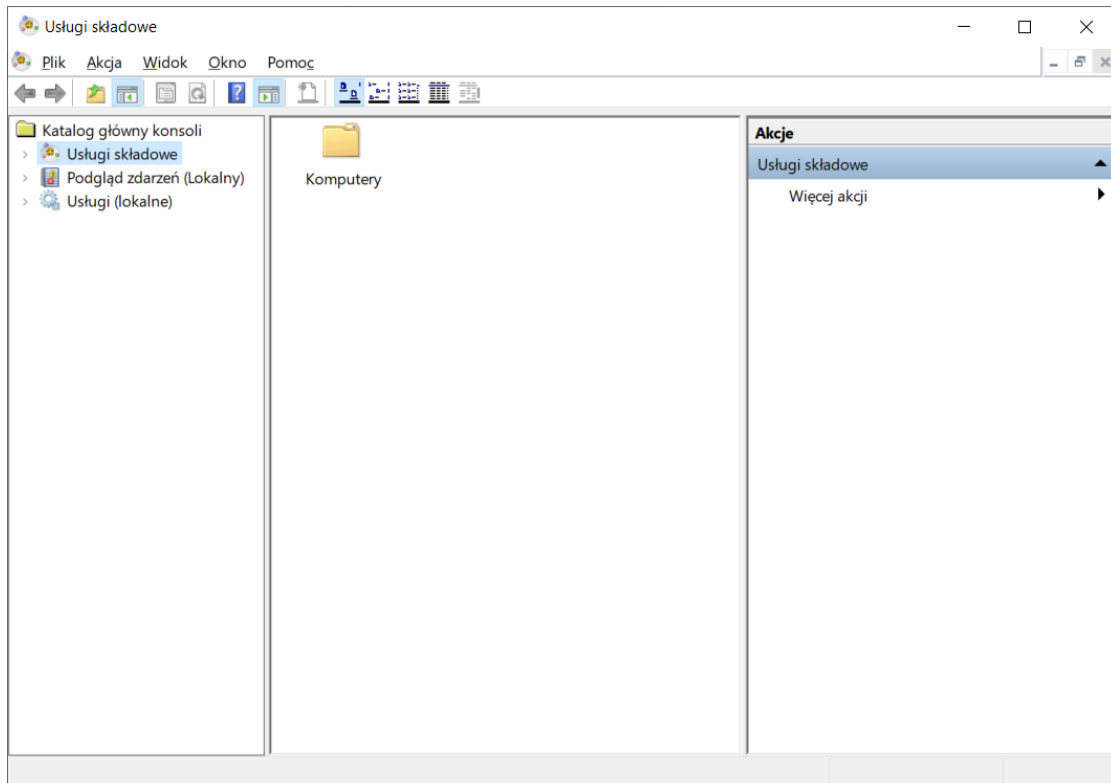 Usługi składowe
Plik Akcja Widok Okno Pomoc
Katalog główny konsoli
Usługi składowe
Podgląd zdarzeń (Lokalny)
Usługi (lokalne)
Komputery
Akcje
Usługi składowe
Więcej akcji